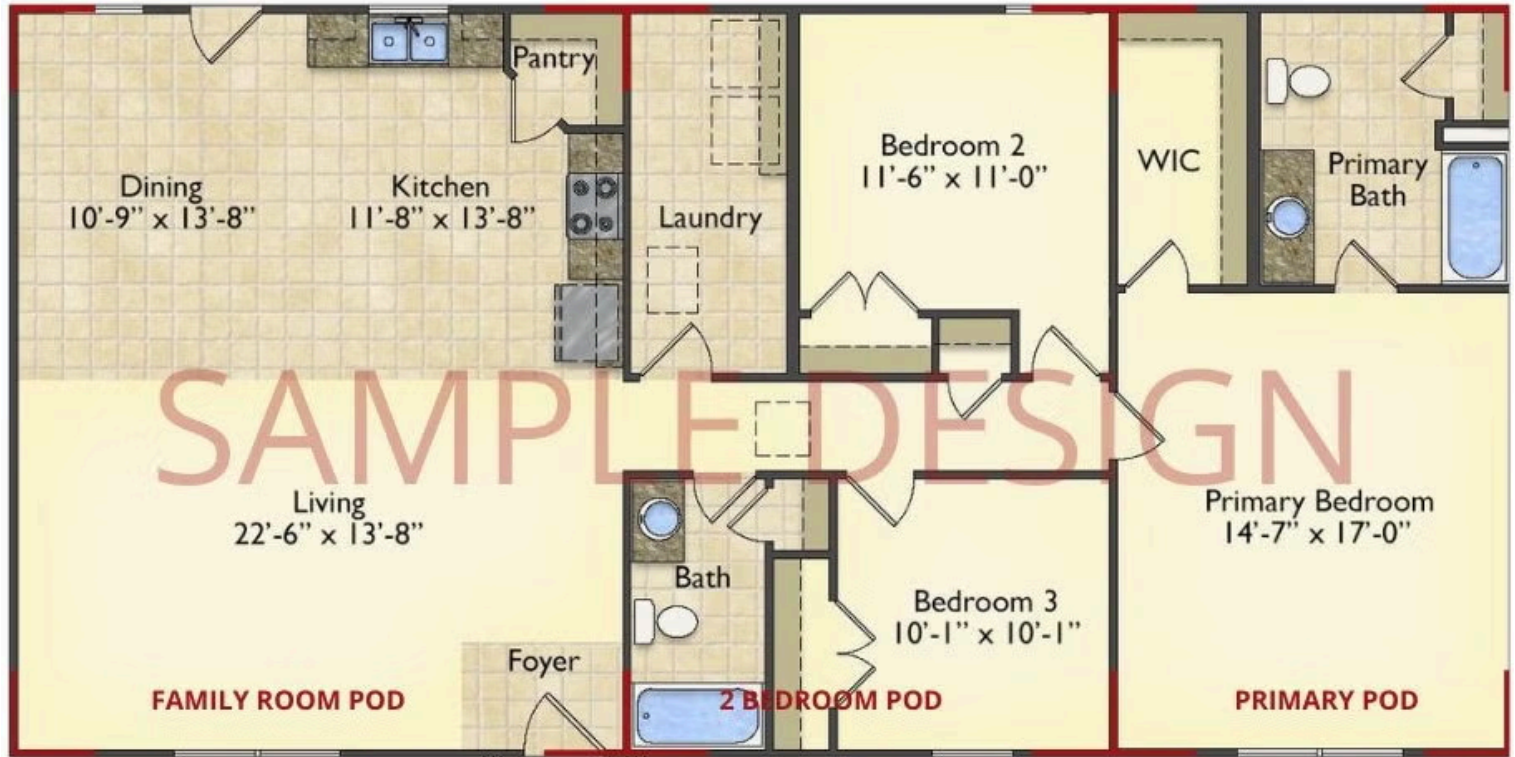 Pantry
Dining
10'-9" x 13'-8"
Kitchen
11'-8" x 13'-8"
Laundry
Bedroom 2
11'-6" x 11'-0"
WIC
Primary
Bath
SAMPLE DESIGN
Living
22'-6" x 13'-8"
Bath
Bedroom 3
10'-1" x 10'-1"
Primary Bedroom
14'-7" x 17'-0"
Foyer
FAMILY ROOM POD
2 BEDROOM POD
PRIMARY POD